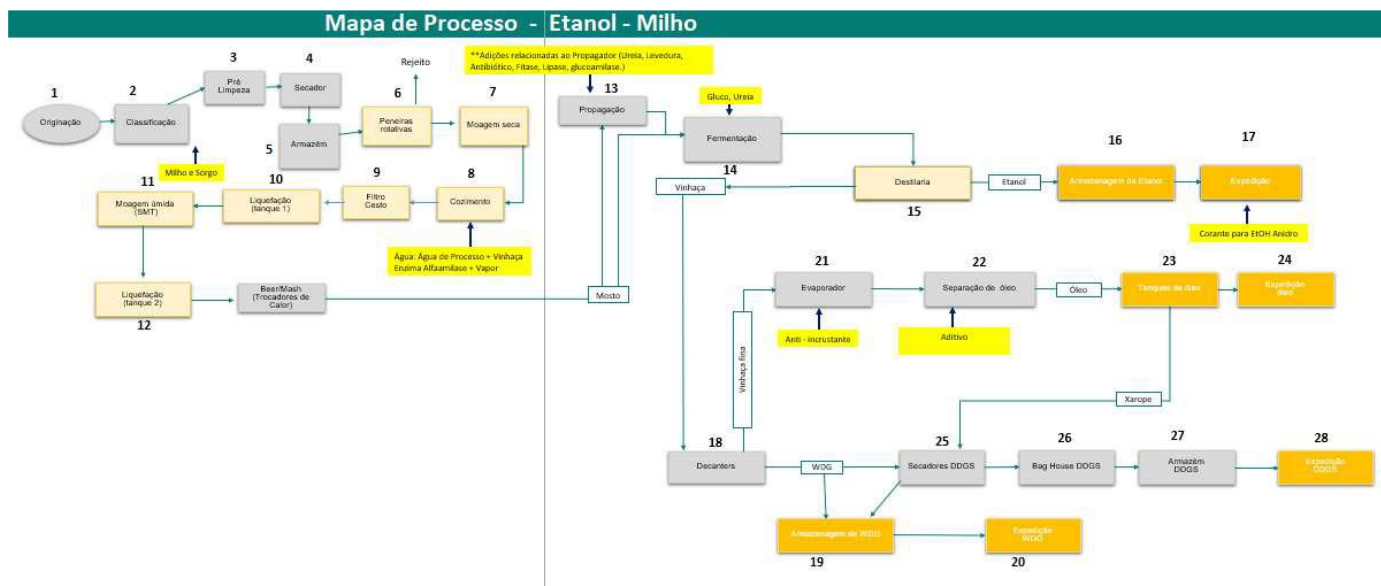 Mapa de Processo - Etanol - Milho
**Adições relacionadas ao Propagador (Ureia, Levedura,
Antibiótico, Fitase, Lipase, glucoamilase.)
1
Originação
2
Classificação
Milho e Sorgo
3
Pré
Limpeza
4
Secador
5
Armazém
6
Peneiras
rotativas
Rejeito
7
Moagem seca
8
Cozimento
Água: Água de Processo + Vinhaça
Enzima Alfaamilase + Vapor
9
Filtro
Cesto
10
Liquefação
(tanque 1)
11
Moagem úmida
(SMT)
12
Liquefação
(tanque 2)
Beer/Mash
(Trocadores de
Calor)
Mosto
13
Propagação
Gluco, Ureia
Fermentação
14
Vinhaça
Destilaria
15
Etanol
16
Armazenagem de Etanol
17
Expedição
Corante para EtOH Anidro
21
Evaporador
Anti - incrustante
22
Separação de óleo
Aditivo
Óleo
23
Tanques de óleo
24
Expedição
óleo
Vinhaça fina
Xarope
18
Decanters
WDG
25
Secadores DDGS
26
Bag House DDGS
27
Armazém
DDGS
28
Expedição
DDGS
Armazenagem de WDG
19
Expedição
WDG
20